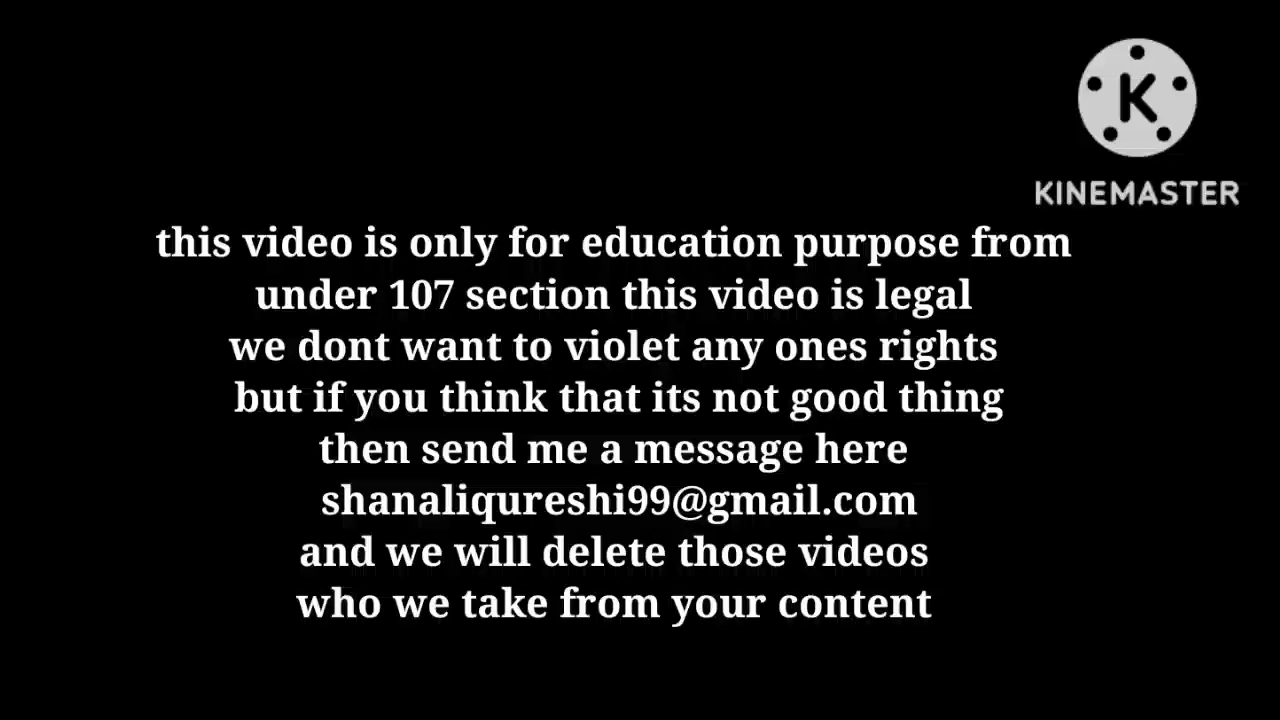 K
KINEMASTER
this video is only for education purpose from
under 107 section this video is legal
we dont want to violet any ones rights
but if you think that its not good thing
then send me a message here
shanaliqureshi99@gmail.com
and we will delete those videos
who we take from your content